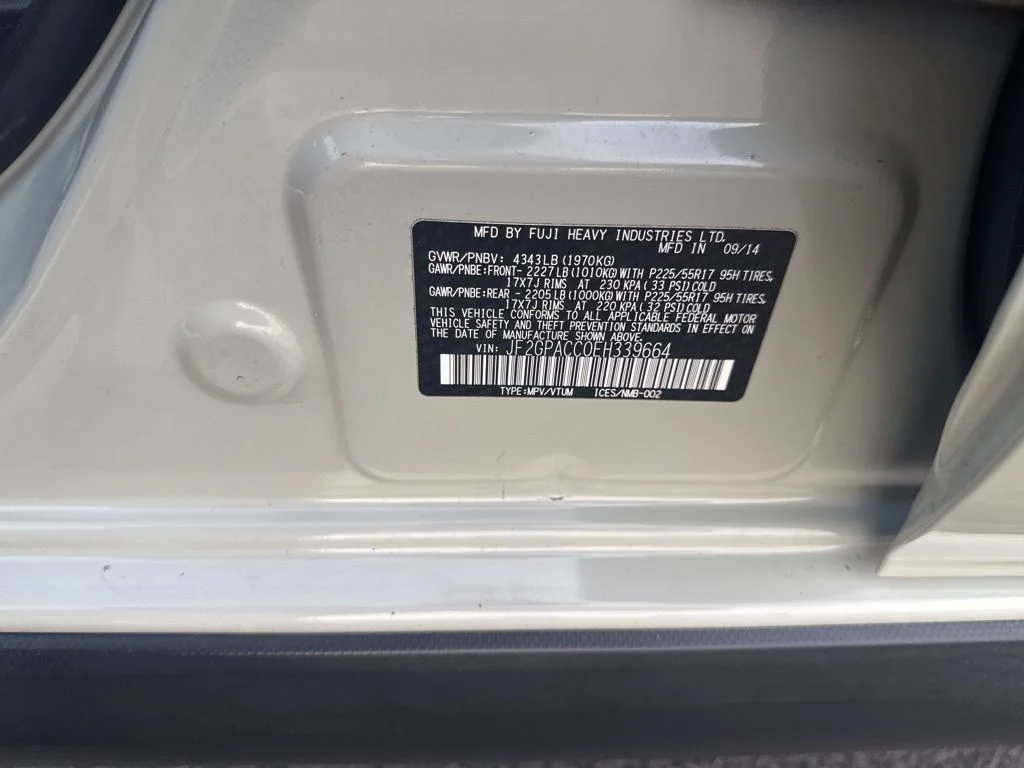 MFD BY FUJI HEAVY INDUSTRIES LTD.
MFD IN 09/14
GVWR/PNBV: 4343LB(1970KG)
GAWR/PNBE:FRONT- 2227LB(1010KG)WITH P225/55R17 95H TIRES,
17X7J RIMS AT 230 KPA( 33 PSI)COLD
GAWR/PNBE:REAR - 2205LB(1000KG)WITH P225/55R17 95H TIRES,
17X7J RIMS AT 220 KPA( 32 PSI)COLD
THIS VEHICLE CONFORMS TO ALL APPLICABLE FEDERAL MOTOR
VEHICLE SAFETY AND THEFT PREVENTION STANDARDS IN EFFECT ON
THE DATE OF MANUFACTURE SHOWN ABOVE.
VIN: JF2GPACC0EH339664
TYPE:MPV/VTUM ICES/NMB-002